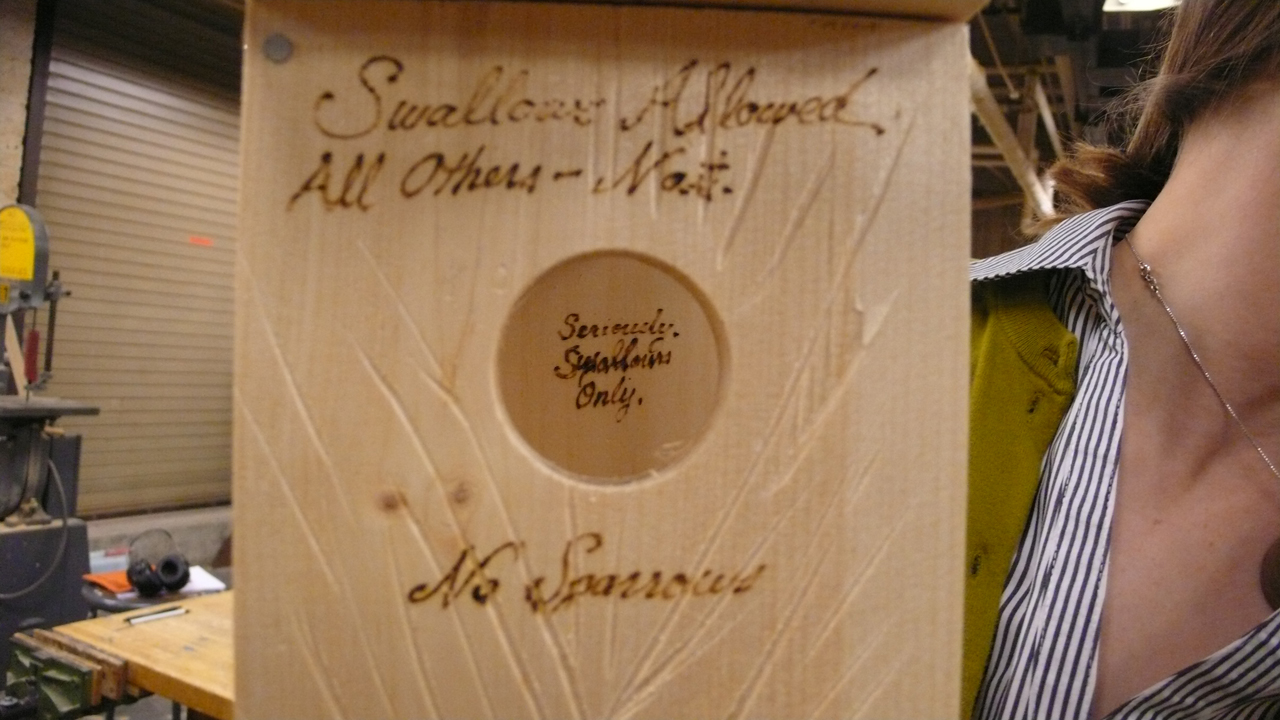 Swallows Allowed
All Others - Not.
Seriously.
Swallows
Only.
No Sparrows